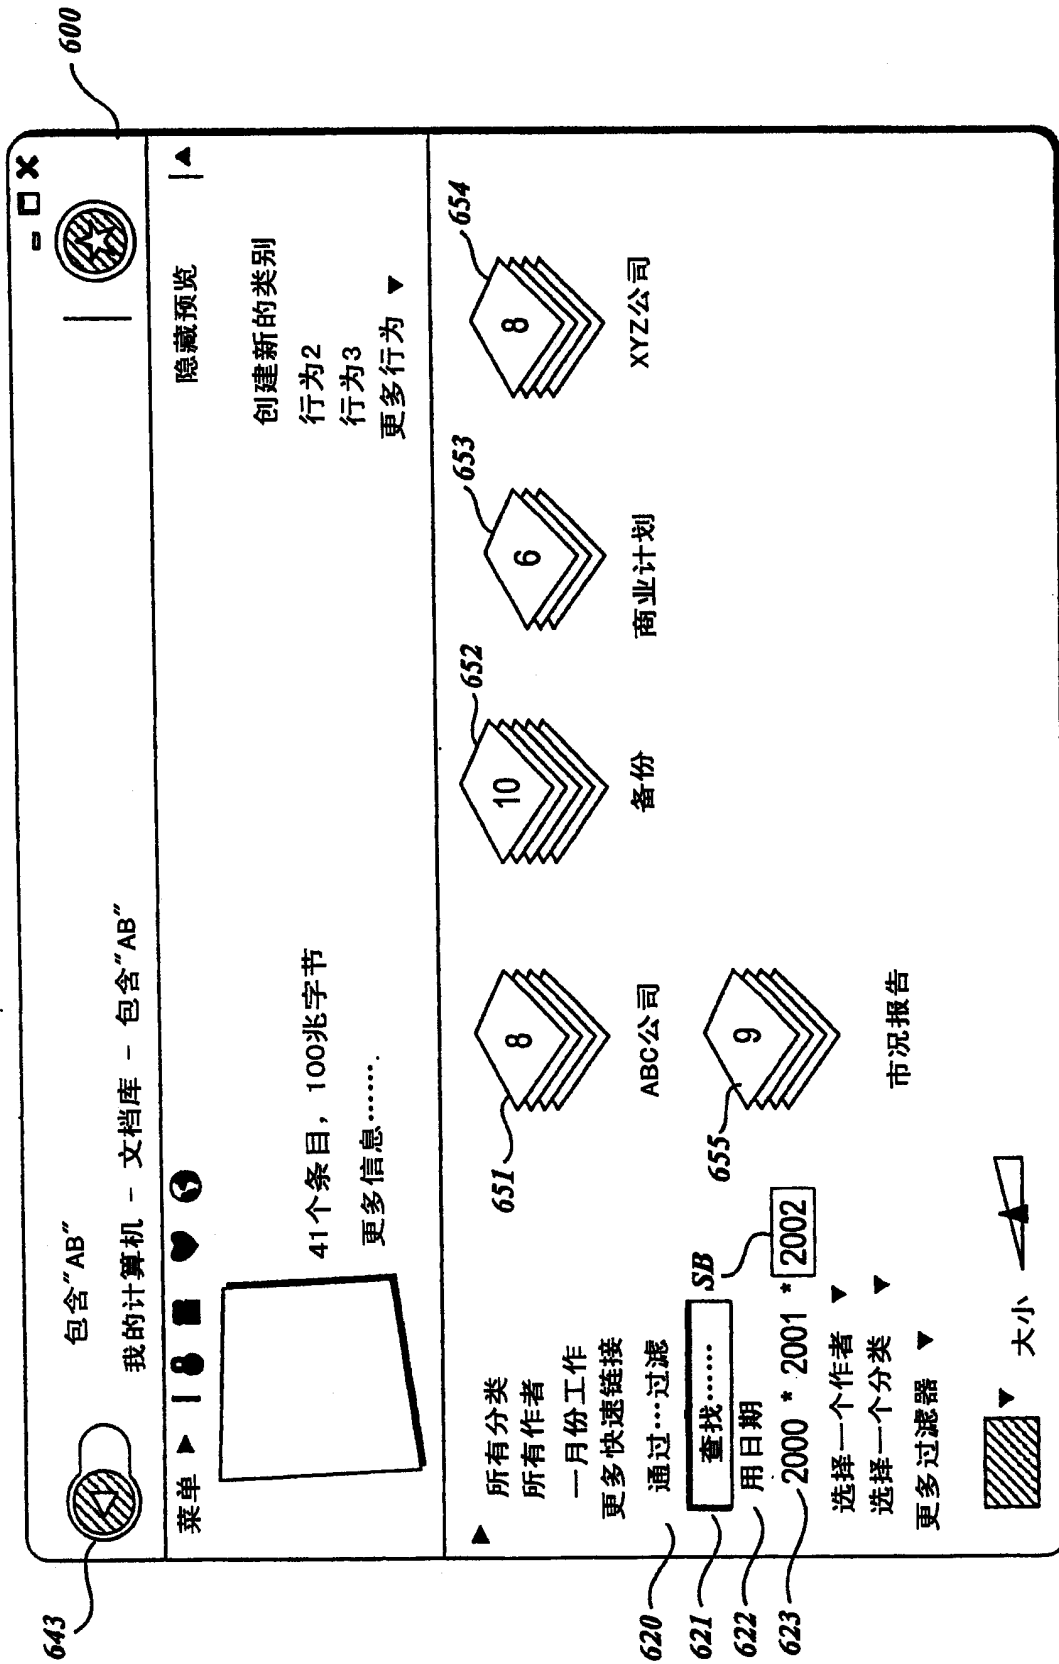 600
643
包含"AB"
我的计算机 - 文档库 - 包含"AB"
菜单
隐藏预览
41个条目，100兆字节
更多信息……
创建新的类别
行为2
行为3
更多行为
所有分类
所有作者
一月份工作
更多快速链接
620
通过…过滤
621
查找……
SB
622
用日期
623
2000 * 2001 * 2002
选择一个作者
选择一个分类
更多过滤器
大小
651
8
ABC公司
652
10
备份
653
6
商业计划
654
8
XYZ公司
655
9
市况报告